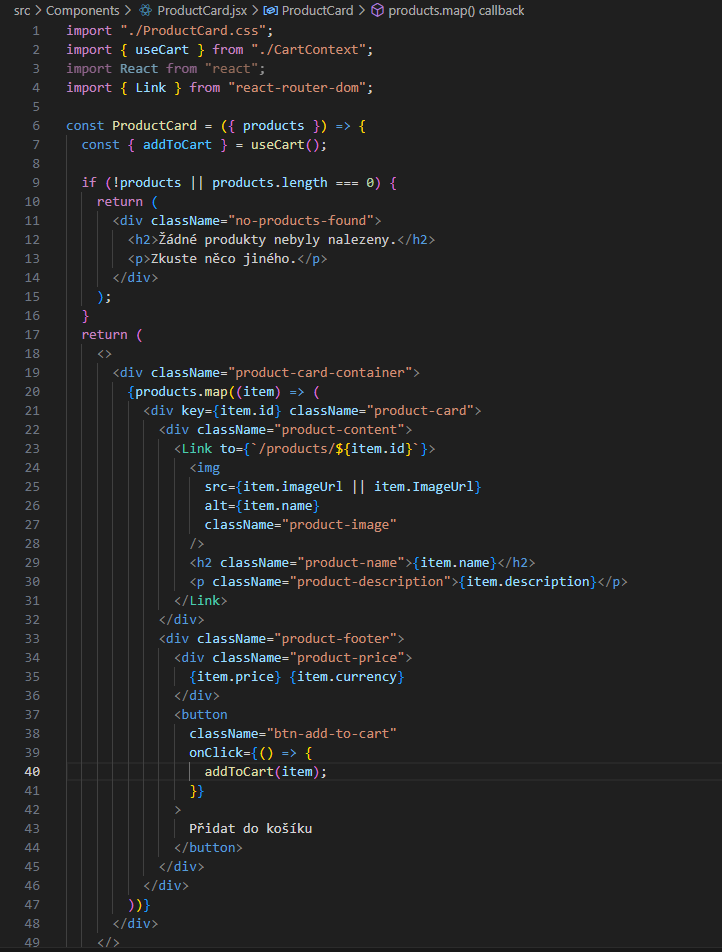 src > Components > ProductCard.jsx > ProductCard > products.map() callback
1 import "./ProductCard.css";
2 import { useCart } from "./CartContext";
3 import React from "react";
4 import { Link } from "react-router-dom";
5
6 const ProductCard = ({ products }) => {
7   const { addToCart } = useCart();
8
9   if (!products || products.length === 0) {
10     return (
11       <div className="no-products-found">
12         <h2>Žádné produkty nebyly nalezeny.</h2>
13         <p>Zkuste něco jiného.</p>
14       </div>
15     );
16   }
17   return (
18     <>
19       <div className="product-card-container">
20         {products.map((item) => (
21           <div key={item.id} className="product-card">
22             <div className="product-content">
23               <Link to={`/products/${item.id}`}>
24                 <img
25                   src={item.imageUrl || item.ImageUrl}
26                   alt={item.name}
27                   className="product-image"
28                 />
29                 <h2 className="product-name">{item.name}</h2>
30                 <p className="product-description">{item.description}</p>
31               </Link>
32             </div>
33             <div className="product-footer">
34               <div className="product-price">
35                 {item.price} {item.currency}
36               </div>
37               <button
38                 className="btn-add-to-cart"
39                 onClick={() => {
40                   addToCart(item);
41                 }}
42               >
43                 Přidat do košíku
44               </button>
45             </div>
46           </div>
47         ))}
48       </div>
49     </>